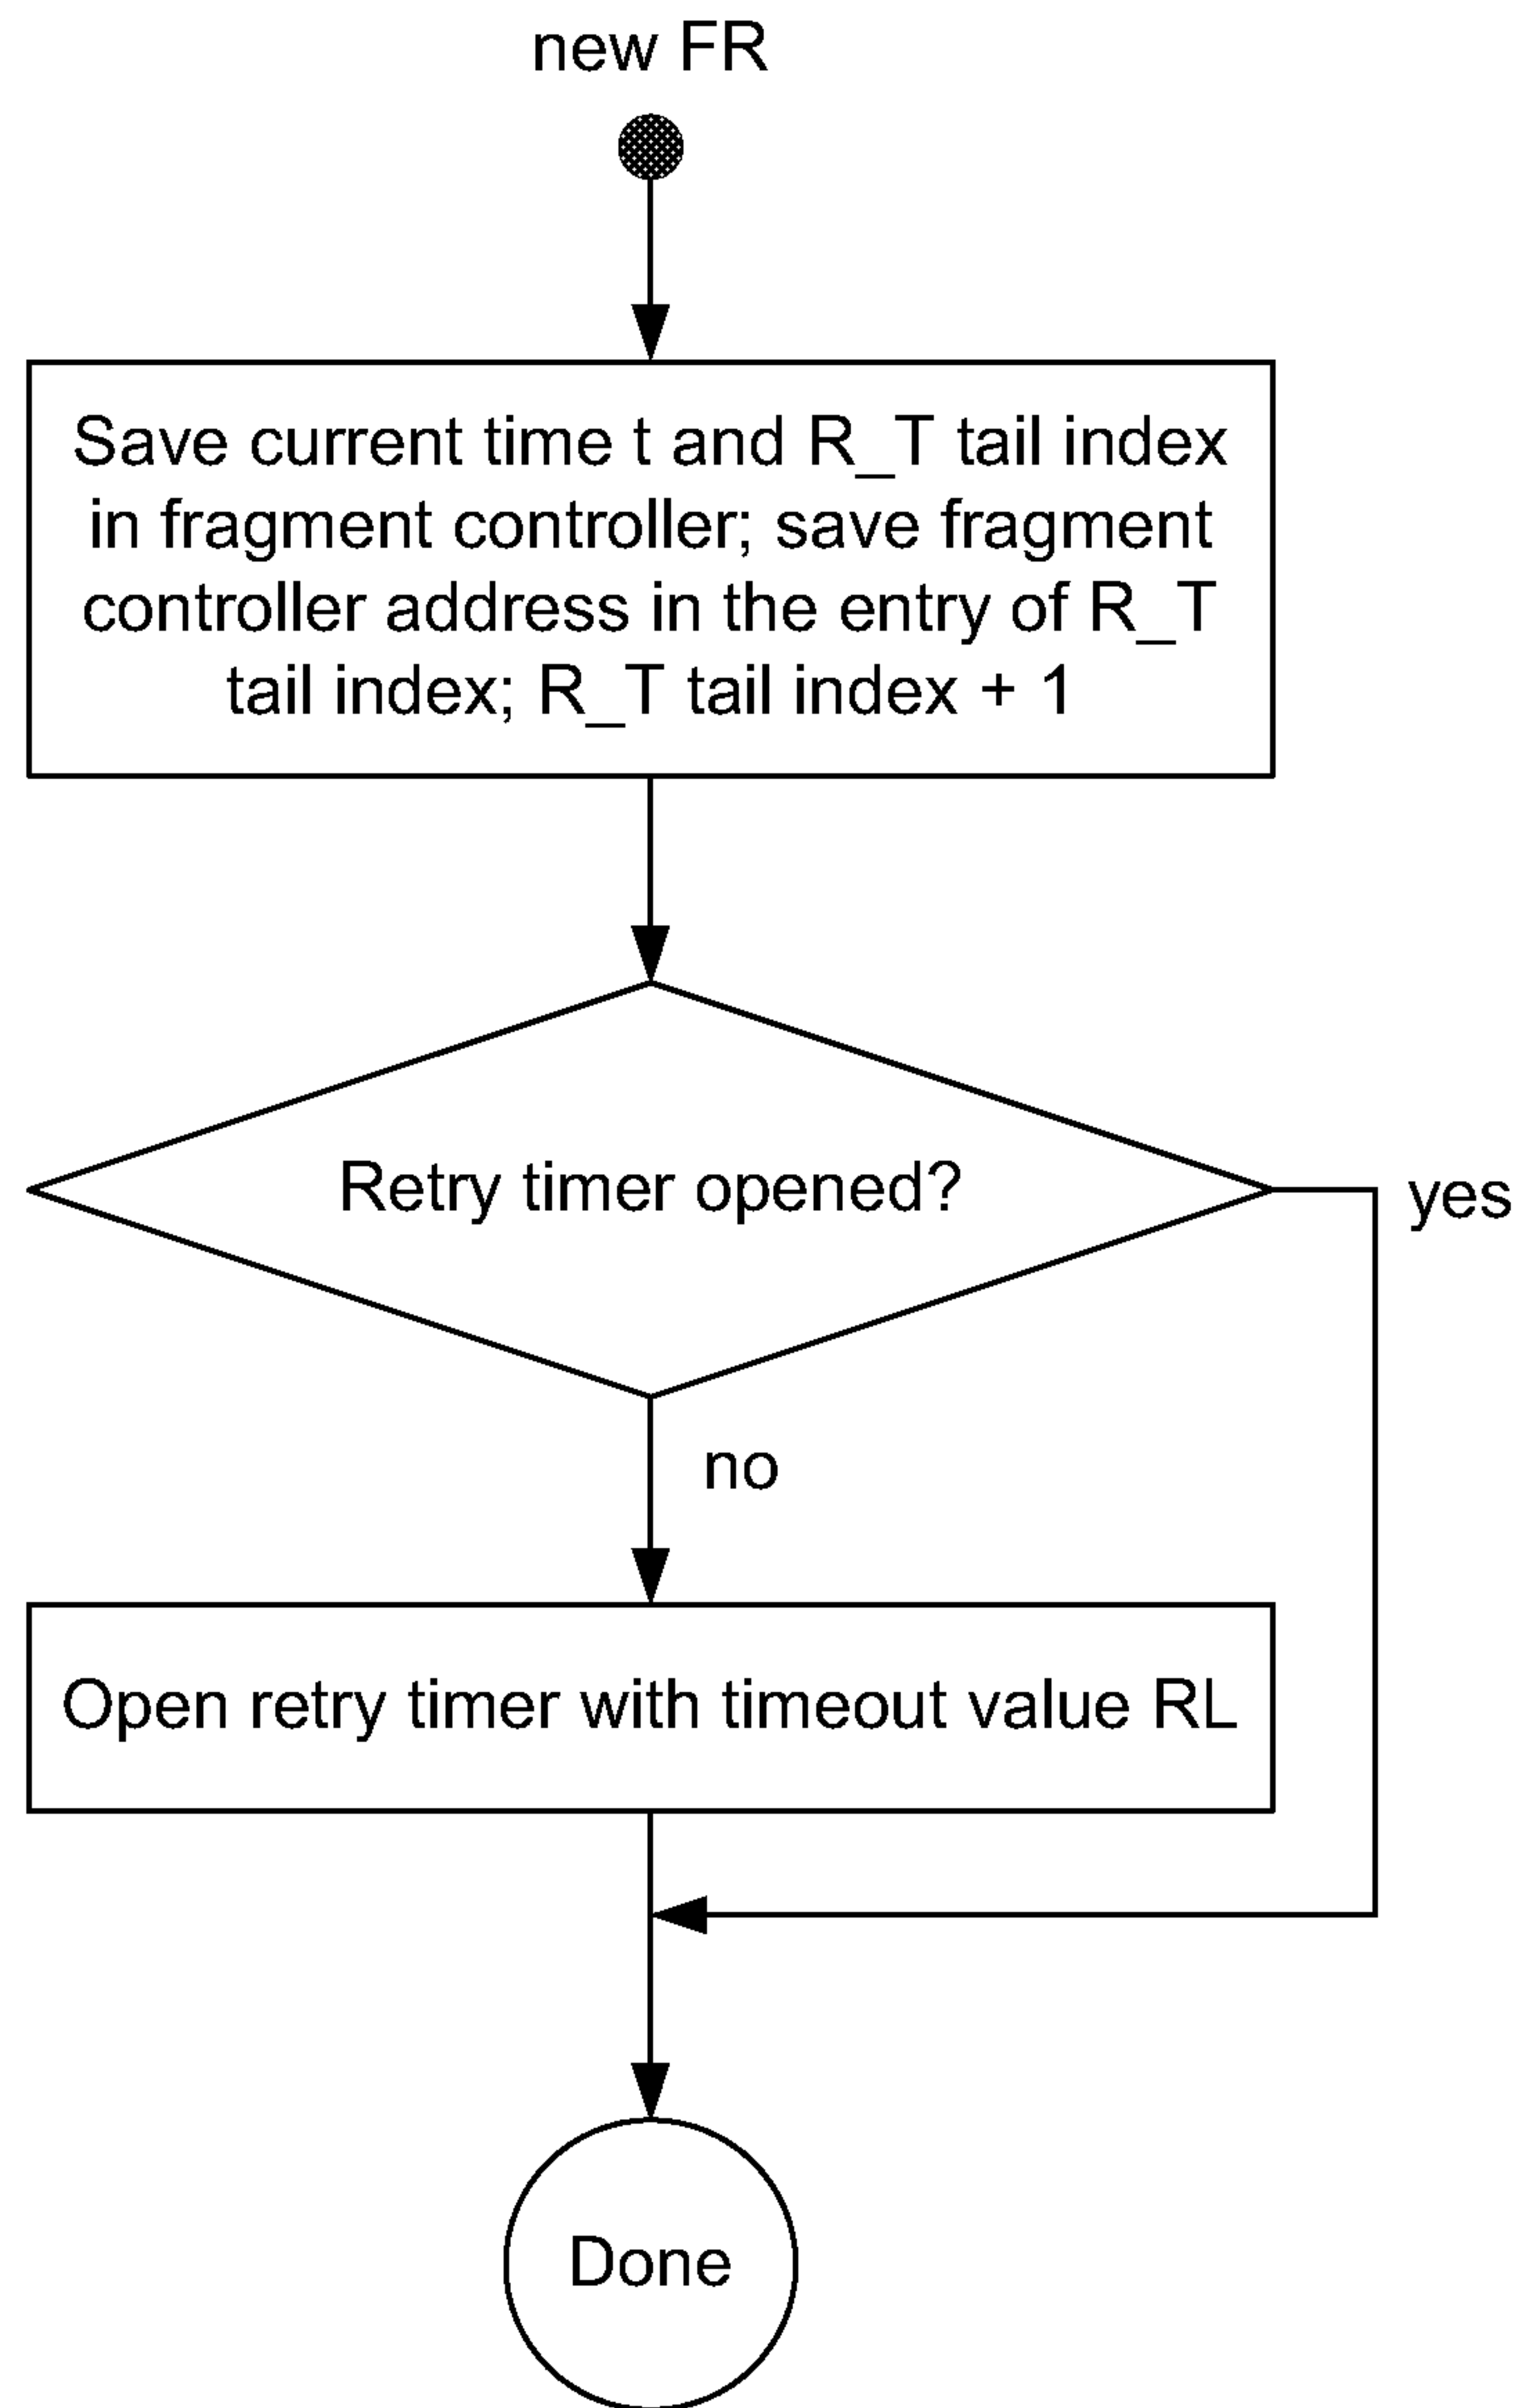 new FR
Save current time t and R_T tail index
in fragment controller; save fragment
controller address in the entry of R_T
tail index; R_T tail index + 1
Retry timer opened?
yes
no
Open retry timer with timeout value RL
Done